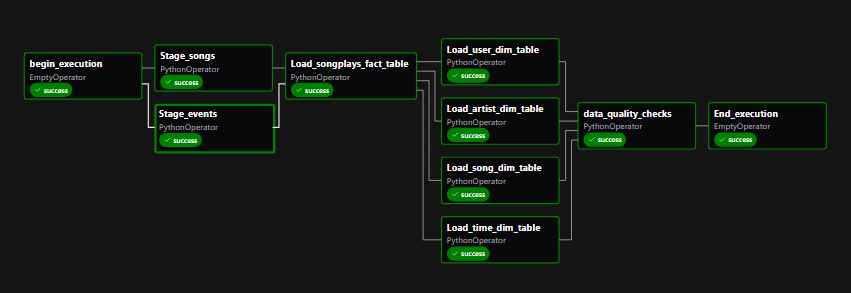 begin_execution
EmptyOperator
success
Stage_songs
PythonOperator
success
Stage_events
PythonOperator
success
Load_songplays_fact_table
PythonOperator
success
Load_user_dim_table
PythonOperator
success
Load_artist_dim_table
PythonOperator
success
Load_song_dim_table
PythonOperator
success
Load_time_dim_table
PythonOperator
success
data_quality_checks
PythonOperator
success
End_execution
EmptyOperator
success